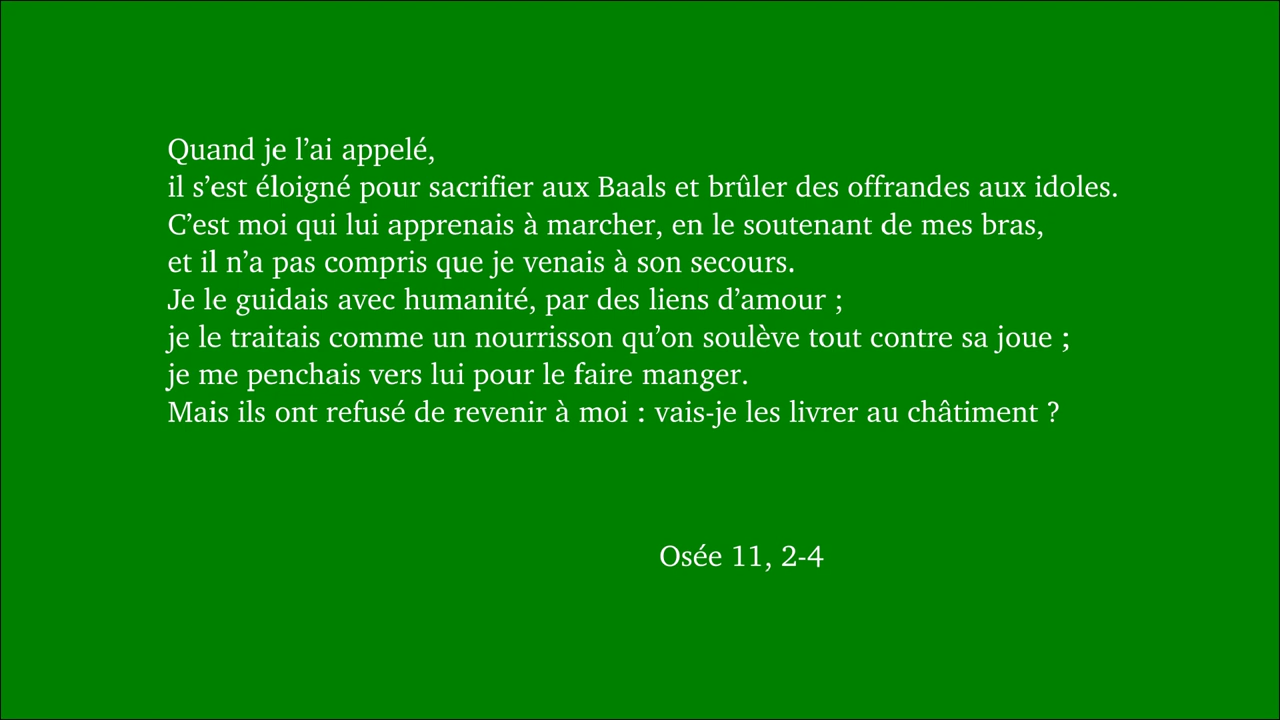 Quand je l’ai appelé,
il s’est éloigné pour sacrifier aux Baals et brûler des offrandes aux idoles.
C’est moi qui lui apprenais à marcher, en le soutenant de mes bras,
et il n’a pas compris que je venais à son secours.
Je le guidais avec humanité, par des liens d’amour ;
je le traitais comme un nourrisson qu’on soulève tout contre sa joue ;
je me penchais vers lui pour le faire manger.
Mais ils ont refusé de revenir à moi : vais-je les livrer au châtiment ?
Osée 11, 2-4